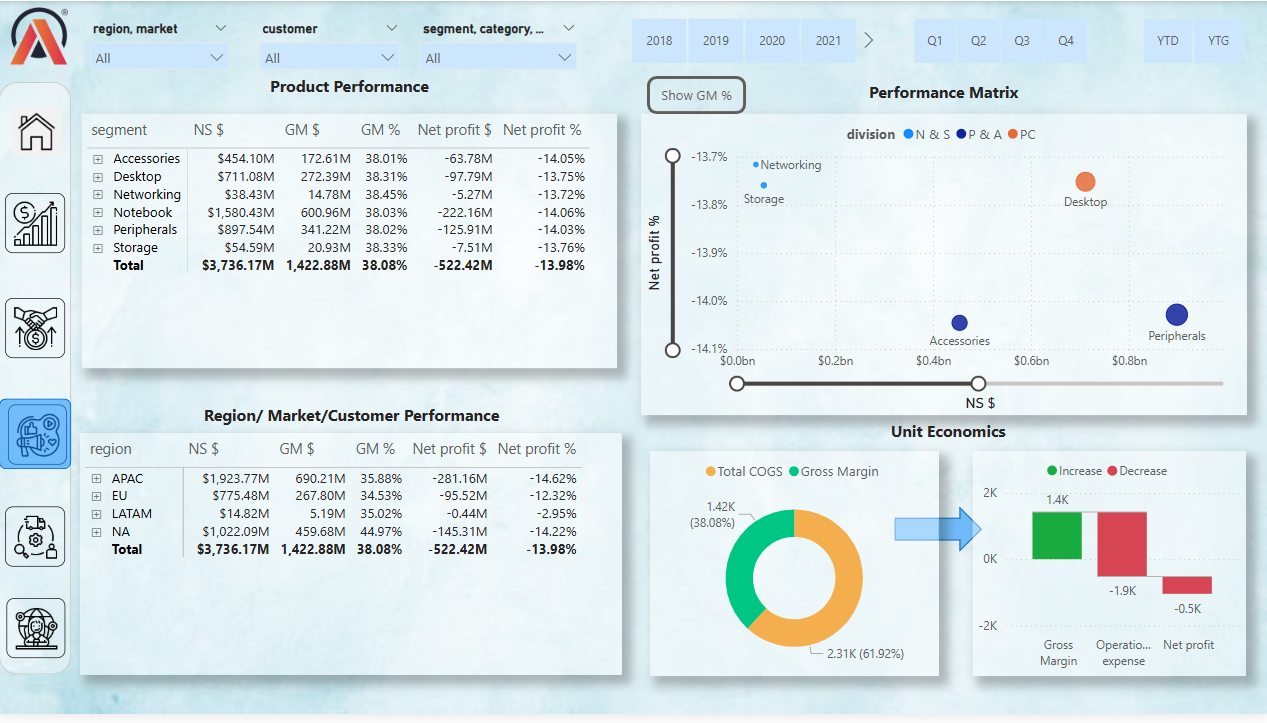 ®
region, market
customer
segment, category, ...
All
All
All
2018 2019 2020 2021
Q1 Q2 Q3 Q4
YTD YTG
Product Performance
segment NS $ GM $ GM % Net profit $ Net profit %
Accessories $454.10M 172.61M 38.01% -63.78M -14.05%
Desktop $711.08M 272.39M 38.31% -97.79M -13.75%
Networking $38.43M 14.78M 38.45% -5.27M -13.72%
Notebook $1,580.43M 600.96M 38.03% -222.16M -14.06%
Peripherals $897.54M 341.22M 38.02% -125.91M -14.03%
Storage $54.59M 20.93M 38.33% -7.51M -13.76%
Total $3,736.17M 1,422.88M 38.08% -522.42M -13.98%
Show GM %
Performance Matrix
division N & S P & A PC
Net profit %
-13.7%
-13.8%
-13.9%
-14.0%
-14.1%
Networking
Storage
Desktop
Accessories
Peripherals
$0.0bn $0.2bn $0.4bn $0.6bn $0.8bn
NS $
Region/ Market/Customer Performance
region NS $ GM $ GM % Net profit $ Net profit %
APAC $1,923.77M 690.21M 35.88% -281.16M -14.62%
EU $775.48M 267.80M 34.53% -95.52M -12.32%
LATAM $14.82M 5.19M 35.02% -0.44M -2.95%
NA $1,022.09M 459.68M 44.97% -145.31M -14.22%
Total $3,736.17M 1,422.88M 38.08% -522.42M -13.98%
Unit Economics
Total COGS Gross Margin
1.42K
(38.08%)
2.31K (61.92%)
Increase Decrease
2K
0K
-2K
1.4K
-1.9K
-0.5K
Gross
Margin
Operatio...
expense
Net profit